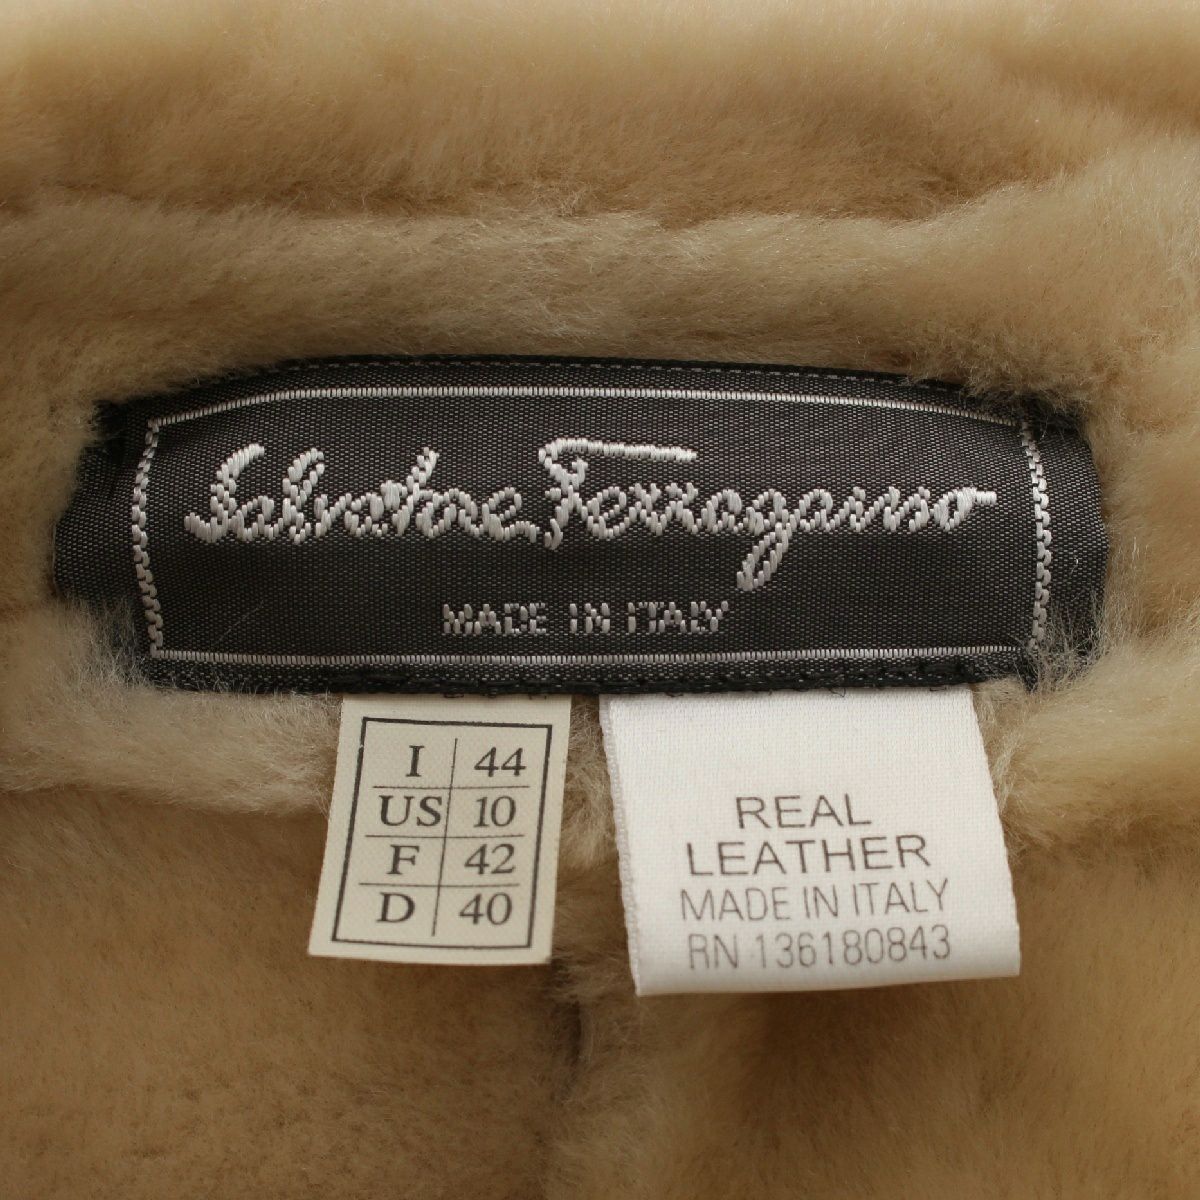 Salvatore Ferragamo
MADE IN ITALY
I 44
US 10
F 42
D 40
REAL
LEATHER
MADE IN ITALY
RN 136180843